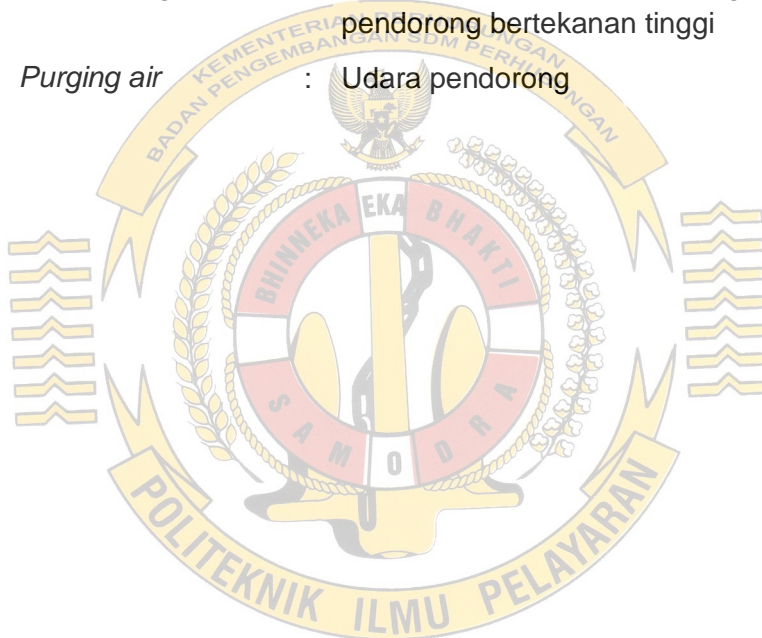 pendorong bertekanan tinggi
Purging air : Udara pendorong
KEMENTERIAN PERHUBUNGAN
BADAN PENGEMBANGAN SDM PERHUBUNGAN
BHINNEKA EKA BHAKTI
SAMODRA
POLITEKNIK ILMU PELAYARAN